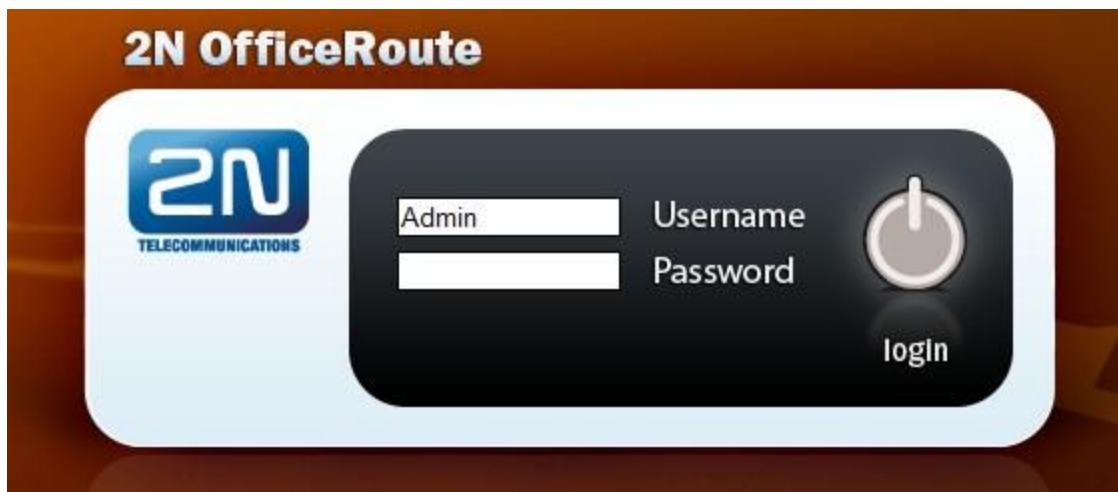 2N OfficeRoute
2N
TELECOMMUNICATIONS
Admin
Username
Password
login